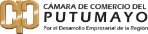 CÁMARA DE COMERCIO DEL
PUTUMAYO
Por el Desarrollo Empresarial de la Región